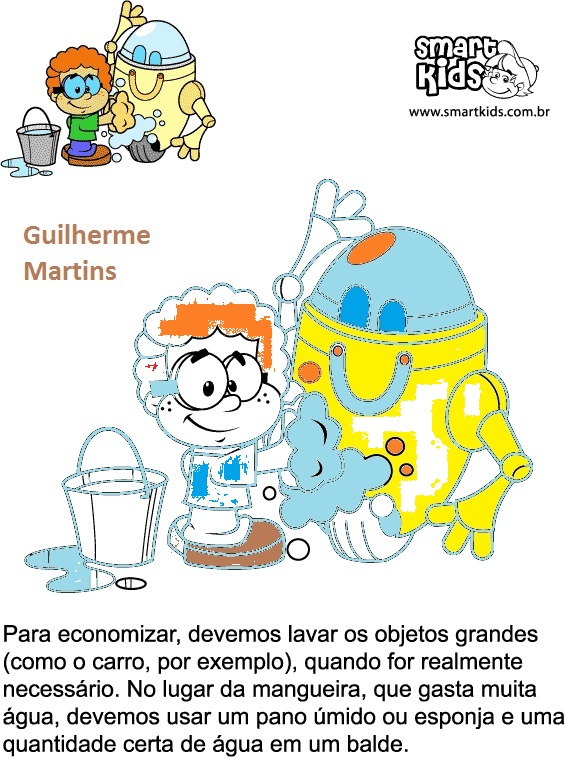 smart
kids
www.smartkids.com.br
Guilherme
Martins
Para economizar, devemos lavar os objetos grandes
(como o carro, por exemplo), quando for realmente
necessário. No lugar da mangueira, que gasta muita
água, devemos usar um pano úmido ou esponja e uma
quantidade certa de água em um balde.